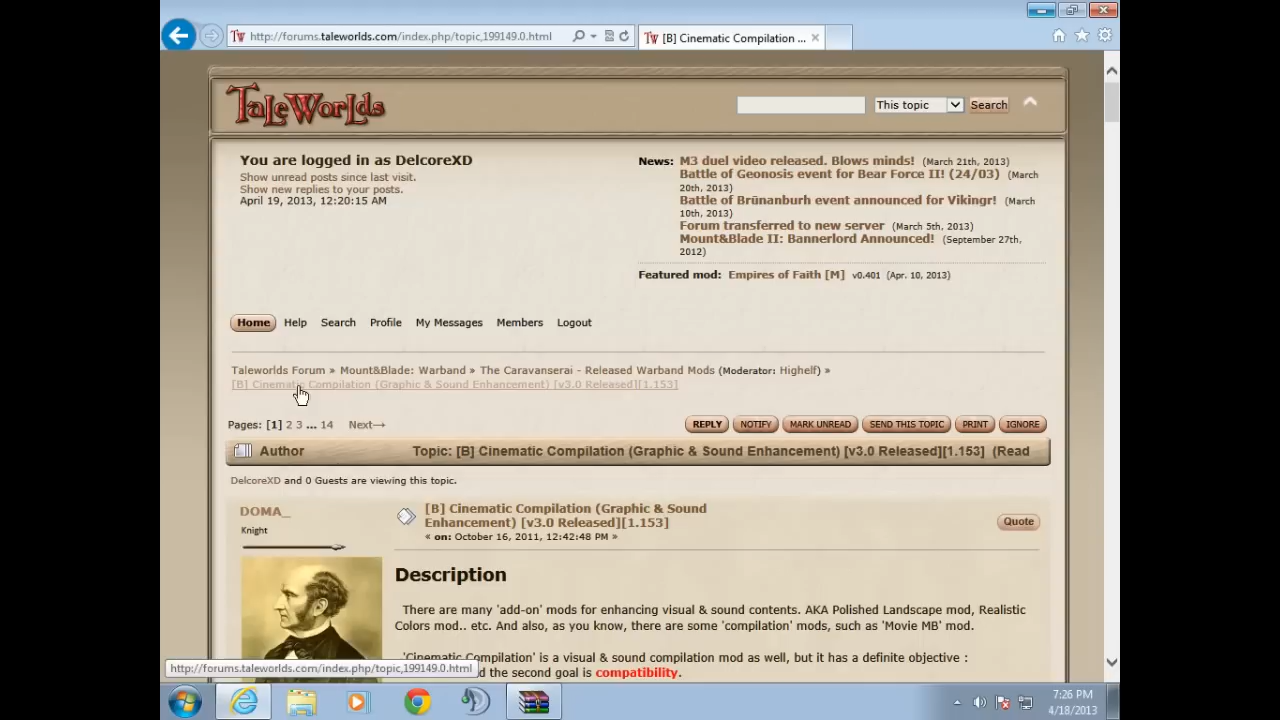 http://forums.taleworlds.com/index.php/topic,199149.0.html
[B] Cinematic Compilation ...
TaleWorlds
This topic
Search
You are logged in as DelcoreXD
Show unread posts since last visit.
Show new replies to your posts.
April 19, 2013, 12:20:15 AM
News: M3 duel video released. Blows minds! (March 21th, 2013)
Battle of Geonosis event for Bear Force II! (24/03) (March
20th, 2013)
Battle of Brünanburh event announced for Vikingr! (March
10th, 2013)
Forum transferred to new server (March 5th, 2013)
Mount&Blade II: Bannerlord Announced! (September 27th,
2012)
Featured mod: Empires of Faith [M] v0.401 (Apr. 10, 2013)
Home Help Search Profile My Messages Members Logout
Taleworlds Forum » Mount&Blade: Warband » The Caravanserai - Released Warband Mods (Moderator: Highelf) »
[B] Cinematic Compilation (Graphic & Sound Enhancement) [v3.0 Released][1.153]
Pages: [1] 2 3 ... 14 Next→
REPLY NOTIFY MARK UNREAD SEND THIS TOPIC PRINT IGNORE
Author Topic: [B] Cinematic Compilation (Graphic & Sound Enhancement) [v3.0 Released][1.153] (Read
DelcoreXD and 0 Guests are viewing this topic.
DOMA_
Knight
[B] Cinematic Compilation (Graphic & Sound
Enhancement) [v3.0 Released][1.153]
« on: October 16, 2011, 12:42:48 PM »
Quote
Description
There are many 'add-on' mods for enhancing visual & sound contents. AKA Polished Landscape mod, Realistic
Colors mod.. etc. And also, as you know, there are some 'compilation' mods, such as 'Movie MB' mod.
'Cinematic Compilation' is a visual & sound compilation mod as well, but it has a definite objective :
d the second goal is compatibility.
http://forums.taleworlds.com/index.php/topic,199149.0.html
7:26 PM
4/18/2013